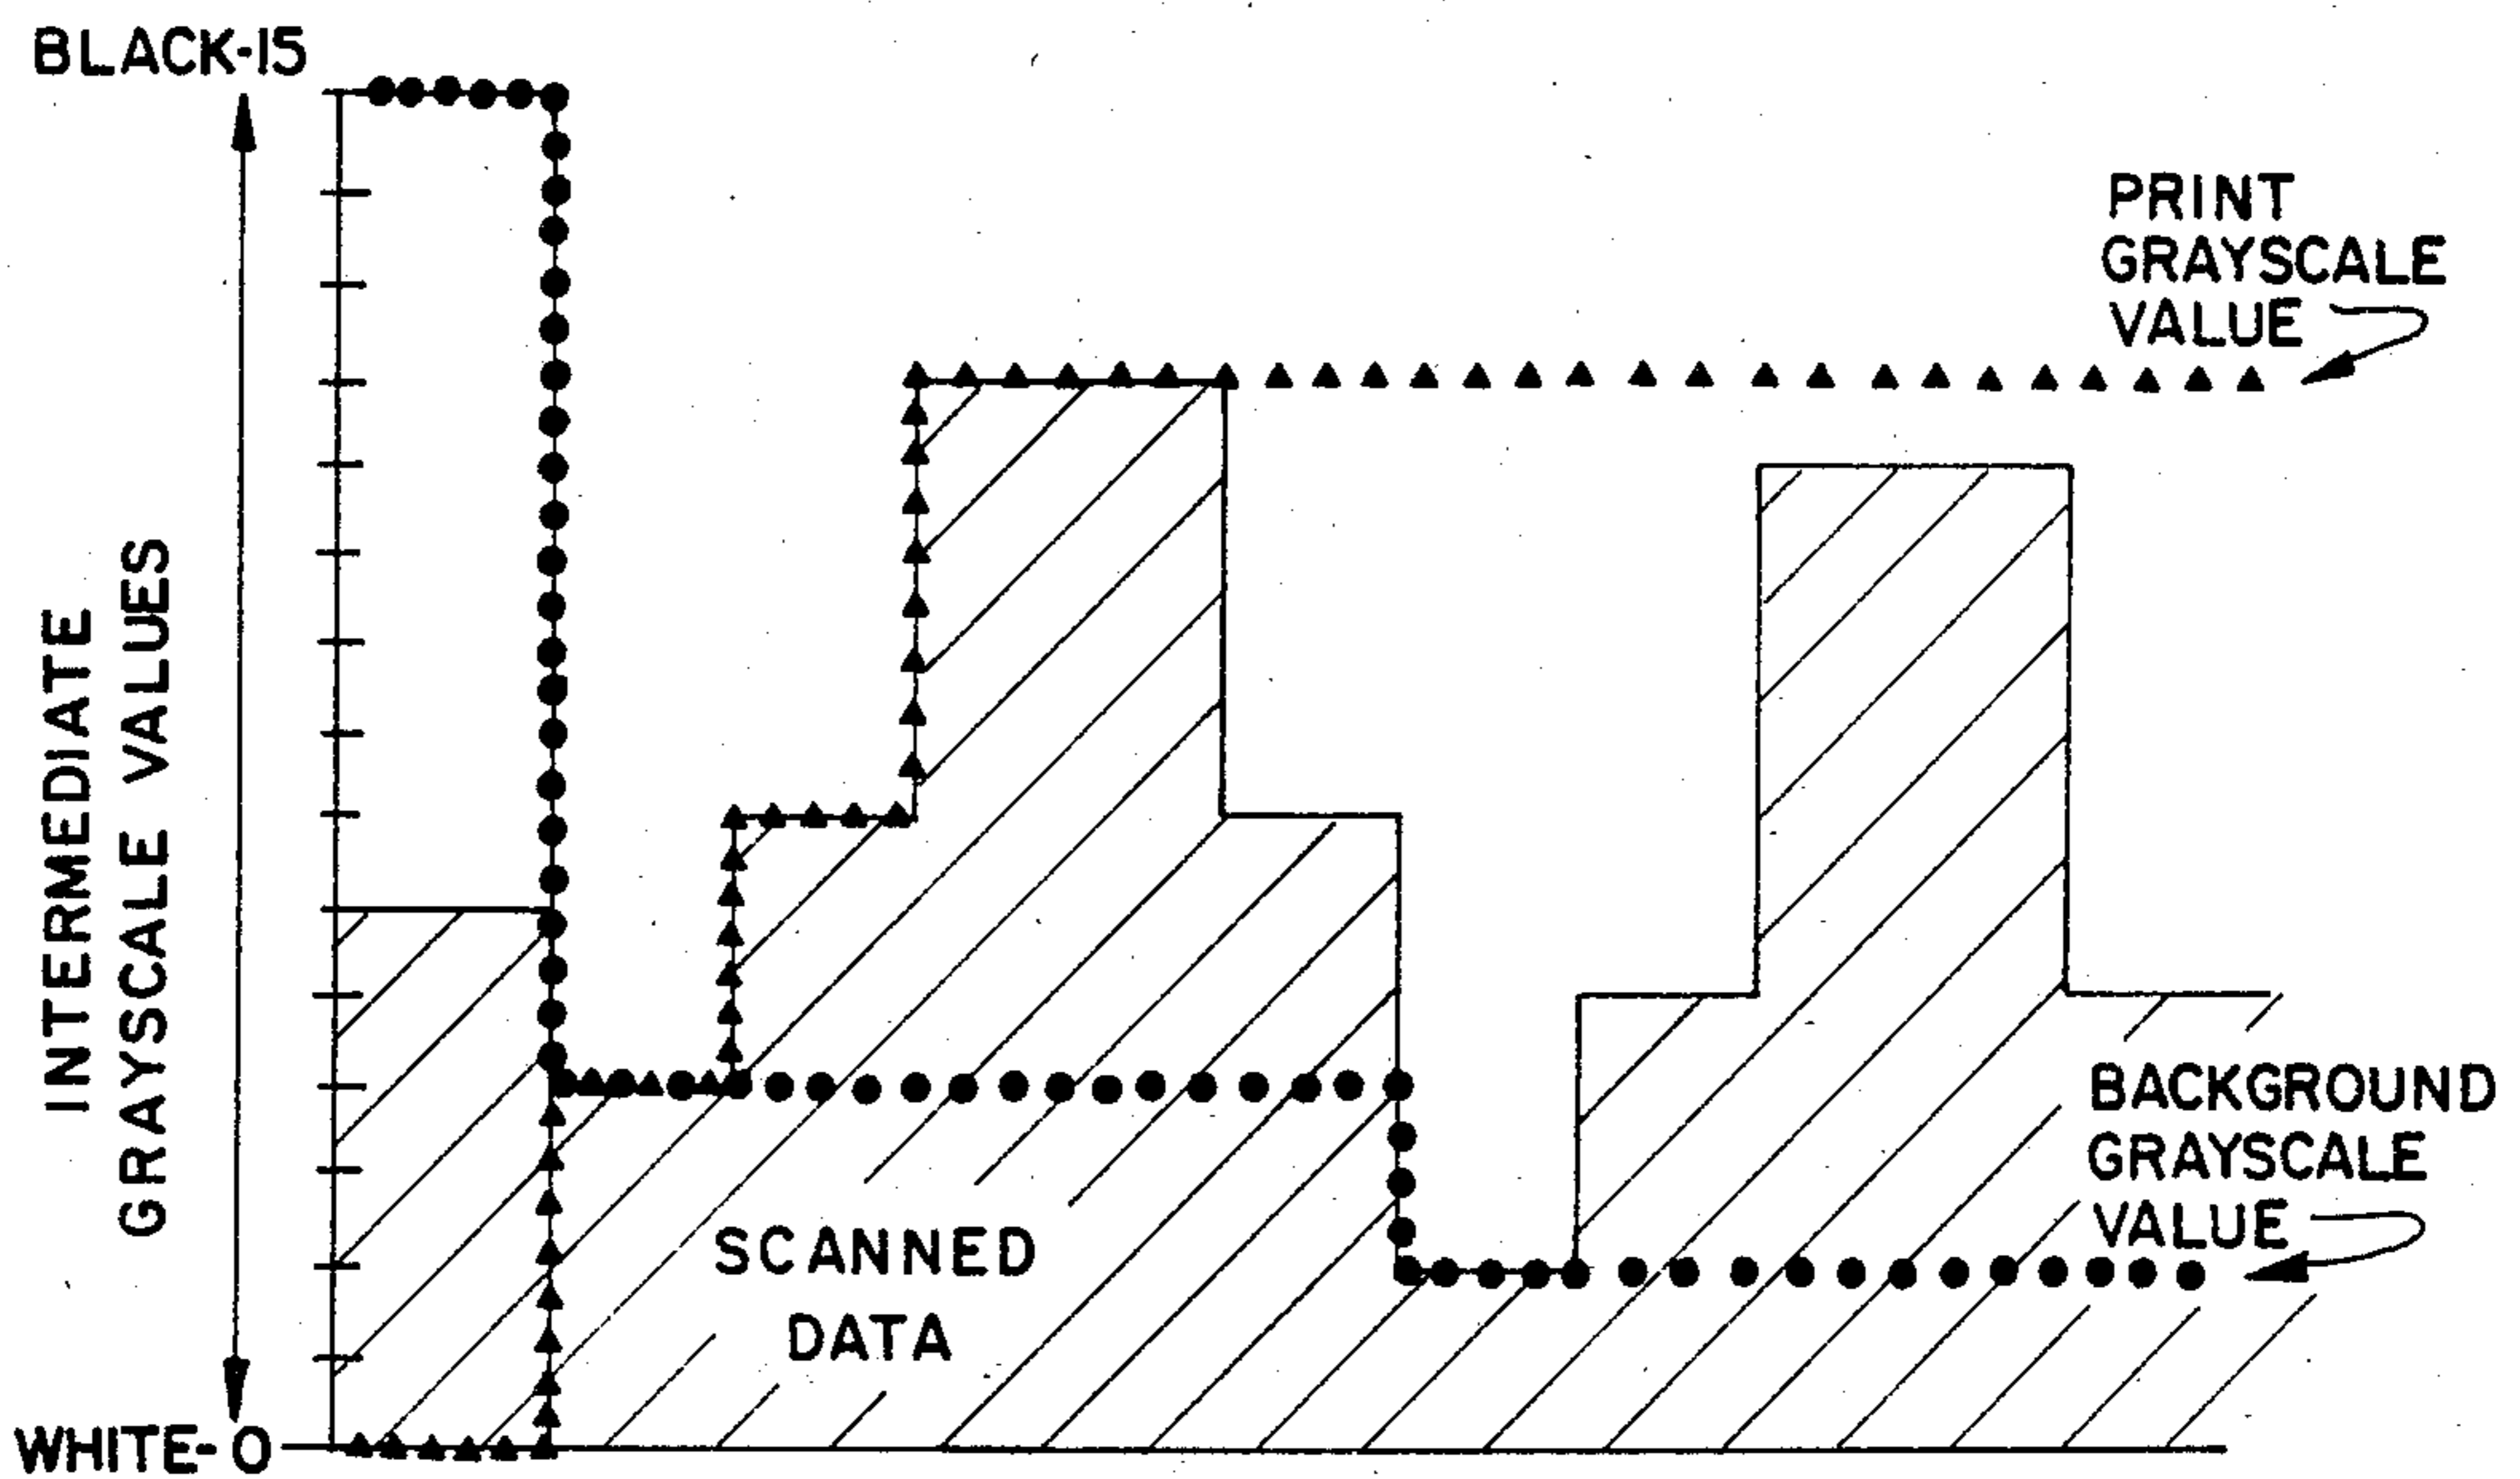 BLACK-15
PRINT
GRAYSCALE
VALUE
INTERMEDIATE
GRAYSCALE VALUES
BACKGROUND
GRAYSCALE
VALUE
SCANNED
DATA
WHITE-0